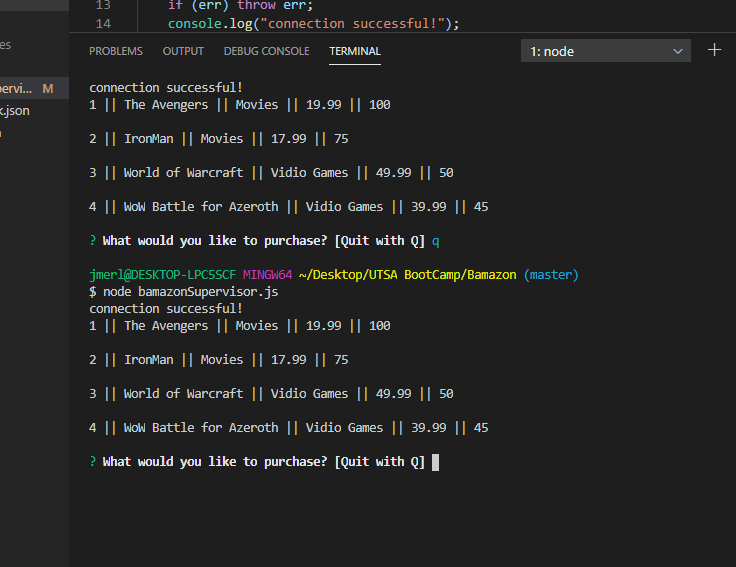 13 if (err) throw err;
14 console.log("connection successful!");
es
PROBLEMS OUTPUT DEBUG CONSOLE TERMINAL 1: node
pervi... M
k.json
connection successful!
1 || The Avengers || Movies || 19.99 || 100
2 || IronMan || Movies || 17.99 || 75
3 || World of Warcraft || Vidio Games || 49.99 || 50
4 || WoW Battle for Azeroth || Vidio Games || 39.99 || 45
? What would you like to purchase? [Quit with Q] q
jmerl@DESKTOP-LPC5SCF MINGW64 ~/Desktop/UTSA BootCamp/Bamazon (master)
$ node bamazonSupervisor.js
connection successful!
1 || The Avengers || Movies || 19.99 || 100
2 || IronMan || Movies || 17.99 || 75
3 || World of Warcraft || Vidio Games || 49.99 || 50
4 || WoW Battle for Azeroth || Vidio Games || 39.99 || 45
? What would you like to purchase? [Quit with Q]